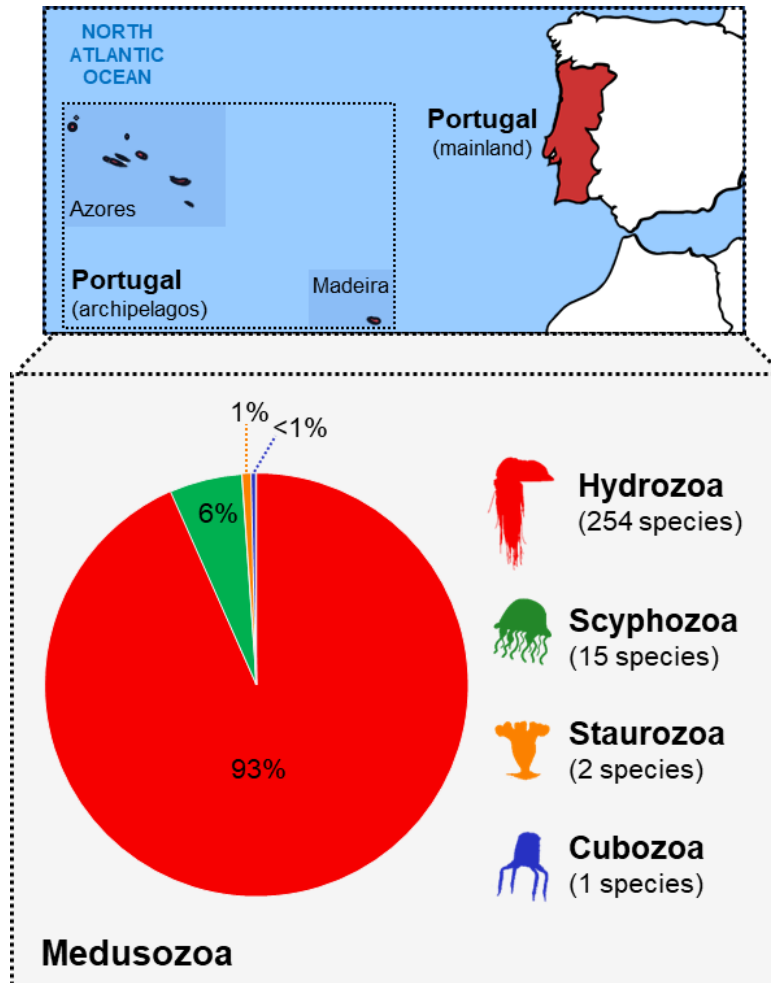 NORTH
ATLANTIC
OCEAN
Portugal
(mainland)
Azores
Portugal
(archipelagos)
Madeira
1%
<1%
6%
93%
Hydrozoa
(254 species)
Scyphozoa
(15 species)
Staurozoa
(2 species)
Cubozoa
(1 species)
Medusozoa